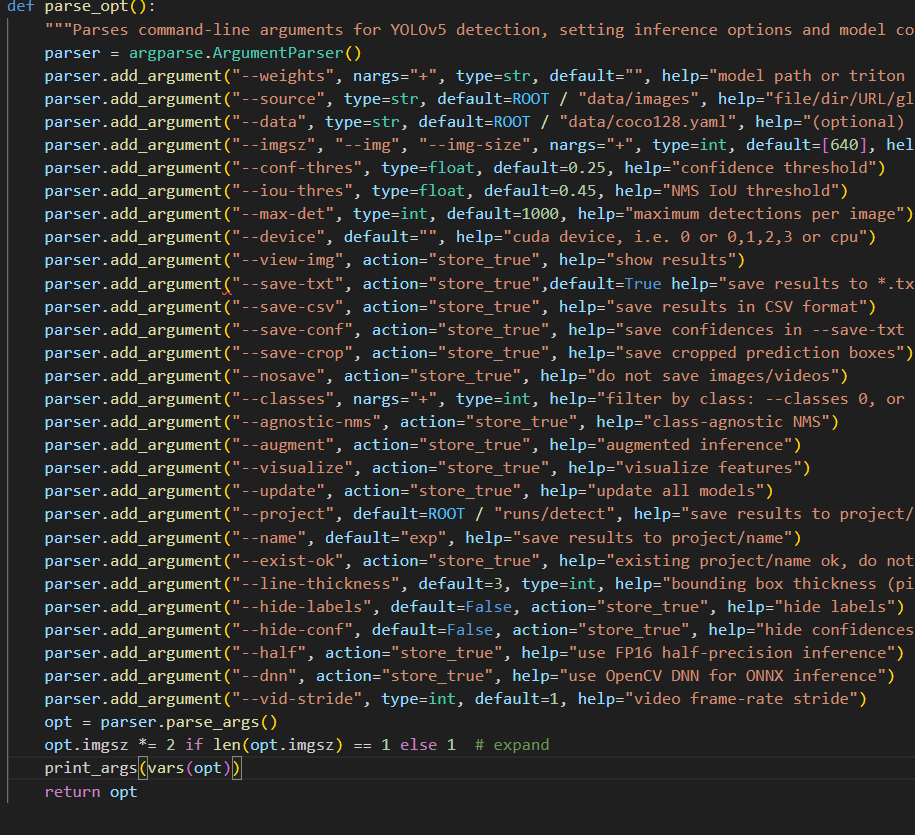 def parse_opt():
    """Parses command-line arguments for YOLOv5 detection, setting inference options and model co
    parser = argparse.ArgumentParser()
    parser.add_argument("--weights", nargs="+", type=str, default="", help="model path or triton
    parser.add_argument("--source", type=str, default=ROOT / "data/images", help="file/dir/URL/gl
    parser.add_argument("--data", type=str, default=ROOT / "data/coco128.yaml", help="(optional)
    parser.add_argument("--imgsz", "--img", "--img-size", nargs="+", type=int, default=[640], hel
    parser.add_argument("--conf-thres", type=float, default=0.25, help="confidence threshold")
    parser.add_argument("--iou-thres", type=float, default=0.45, help="NMS IoU threshold")
    parser.add_argument("--max-det", type=int, default=1000, help="maximum detections per image")
    parser.add_argument("--device", default="", help="cuda device, i.e. 0 or 0,1,2,3 or cpu")
    parser.add_argument("--view-img", action="store_true", help="show results")
    parser.add_argument("--save-txt", action="store_true",default=True help="save results to *.tx
    parser.add_argument("--save-csv", action="store_true", help="save results in CSV format")
    parser.add_argument("--save-conf", action="store_true", help="save confidences in --save-txt
    parser.add_argument("--save-crop", action="store_true", help="save cropped prediction boxes")
    parser.add_argument("--nosave", action="store_true", help="do not save images/videos")
    parser.add_argument("--classes", nargs="+", type=int, help="filter by class: --classes 0, or
    parser.add_argument("--agnostic-nms", action="store_true", help="class-agnostic NMS")
    parser.add_argument("--augment", action="store_true", help="augmented inference")
    parser.add_argument("--visualize", action="store_true", help="visualize features")
    parser.add_argument("--update", action="store_true", help="update all models")
    parser.add_argument("--project", default=ROOT / "runs/detect", help="save results to project/
    parser.add_argument("--name", default="exp", help="save results to project/name")
    parser.add_argument("--exist-ok", action="store_true", help="existing project/name ok, do not
    parser.add_argument("--line-thickness", default=3, type=int, help="bounding box thickness (pi
    parser.add_argument("--hide-labels", default=False, action="store_true", help="hide labels")
    parser.add_argument("--hide-conf", default=False, action="store_true", help="hide confidences
    parser.add_argument("--half", action="store_true", help="use FP16 half-precision inference")
    parser.add_argument("--dnn", action="store_true", help="use OpenCV DNN for ONNX inference")
    parser.add_argument("--vid-stride", type=int, default=1, help="video frame-rate stride")
    opt = parser.parse_args()
    opt.imgsz *= 2 if len(opt.imgsz) == 1 else 1  # expand
    print_args(vars(opt))
    return opt